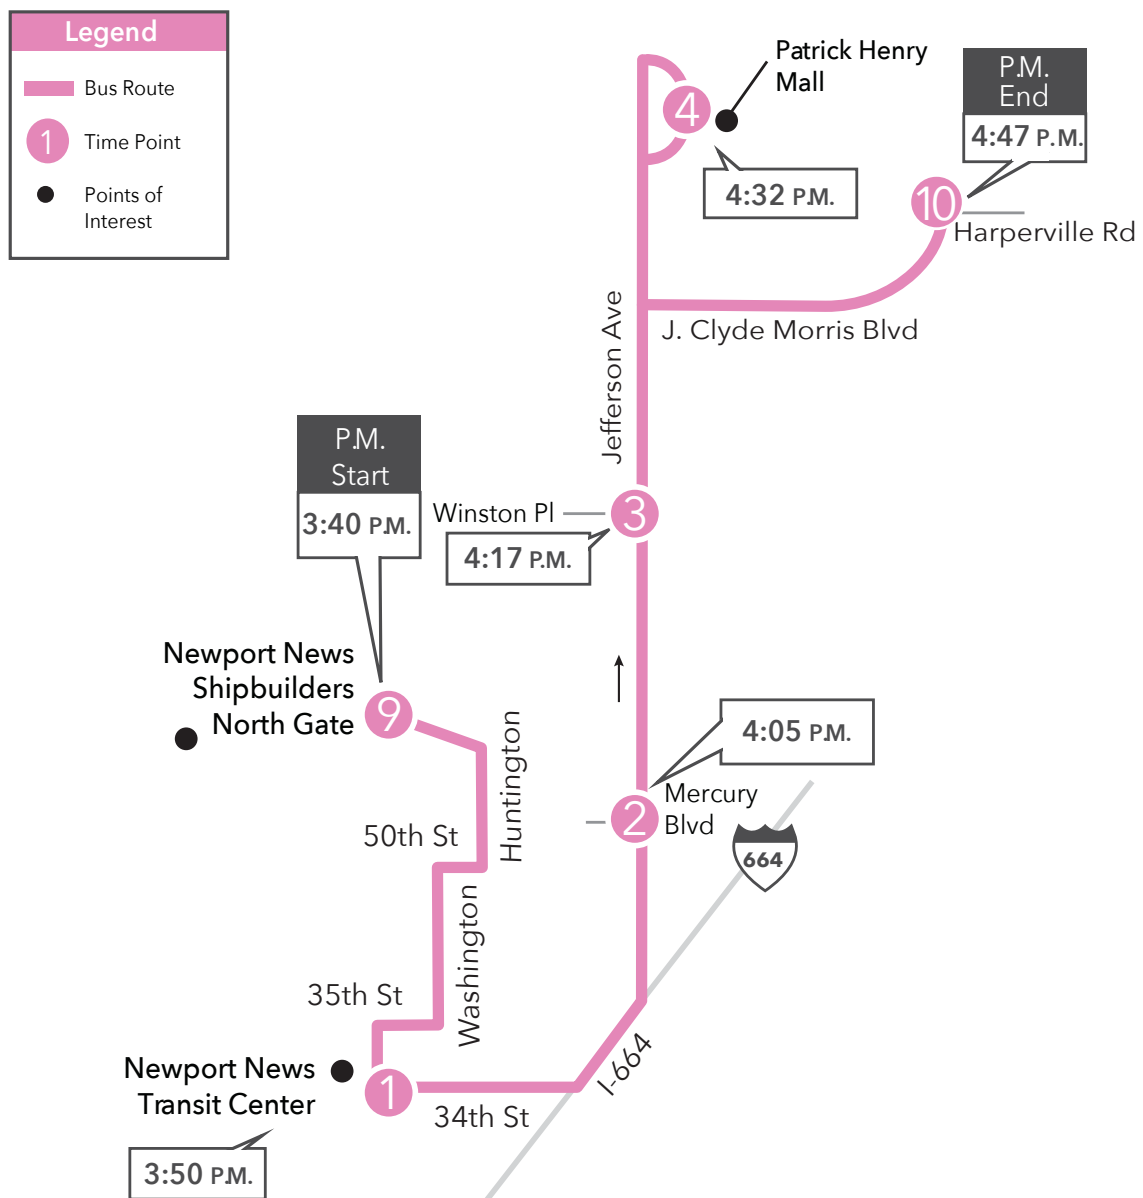 Legend
Bus Route
1
Time Point
Points of
Interest
Patrick Henry
Mall
4
4:32 P.M.
P.M.
End
4:47 P.M.
10
Harperville Rd
J. Clyde Morris Blvd
Jefferson Ave
P.M.
Start
3:40 P.M.
Winston Pl
3
4:17 P.M.
Newport News
Shipbuilders
North Gate
9
4:05 P.M.
Mercury
Blvd
2
664
Huntington
50th St
Washington
35th St
I-664
Newport News
Transit Center
1
34th St
3:50 P.M.